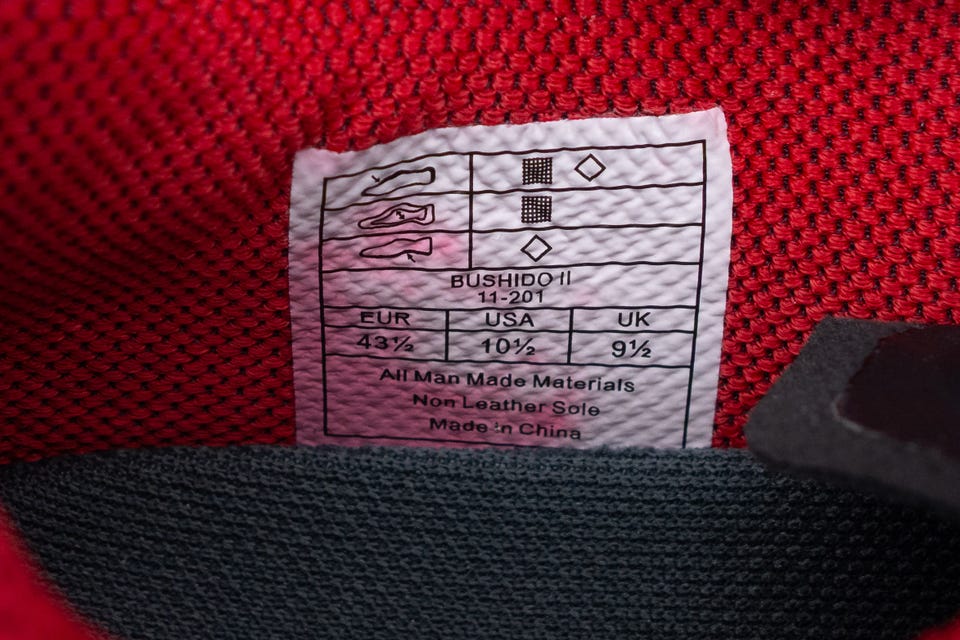 BUSHIDO II
11-201
EUR USA UK
43½ 10½ 9½
All Man Made Materials
Non Leather Sole
Made in China